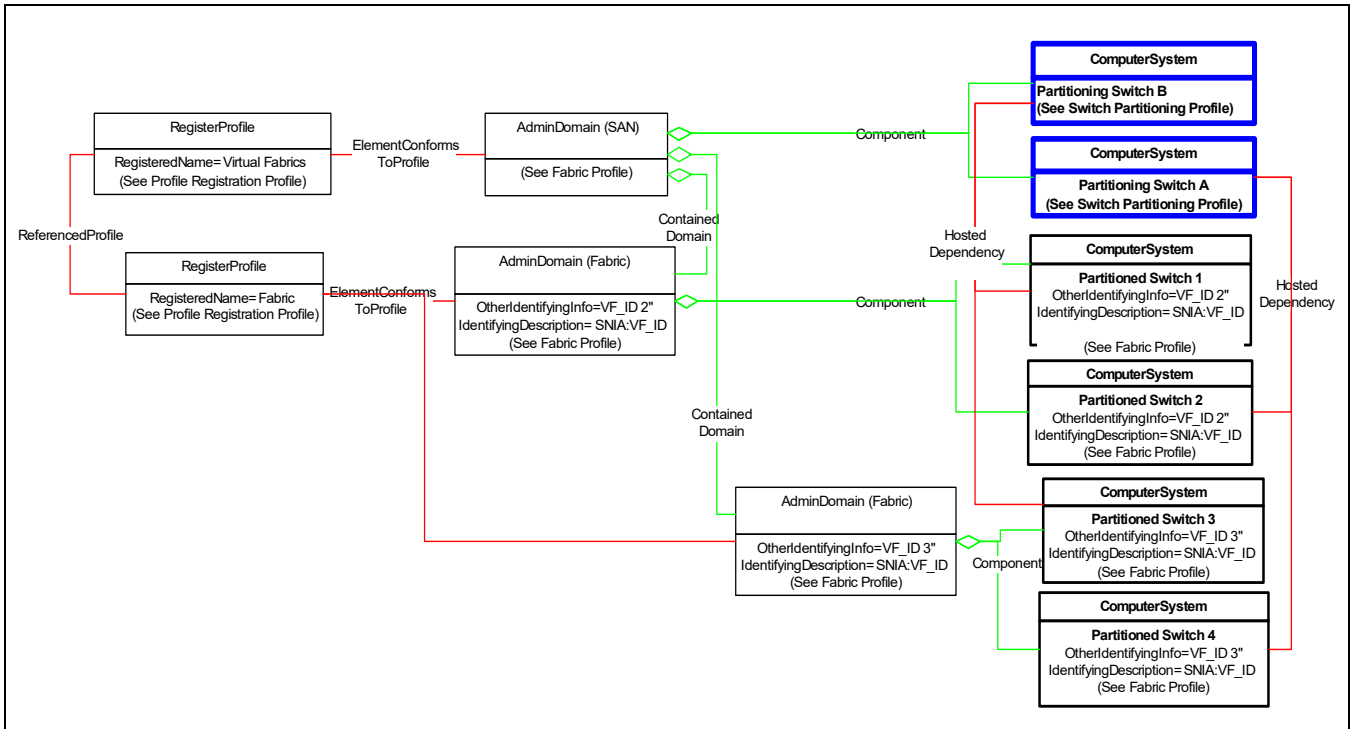 ComputerSystem
Partitioning Switch B
(See Switch Partitioning Profile)
RegisterProfile
RegisteredName= Virtual Fabrics
(See Profile Registration Profile)
ElementConforms
ToProfile
AdminDomain (SAN)
(See Fabric Profile)
Component
ComputerSystem
Partitioning Switch A
(See Switch Partitioning Profile)
ReferencedProfile
Contained
Domain
Hosted
Dependency
ComputerSystem
Partitioned Switch 1
OtherIdentifyingInfo=VF_ID 2"
IdentifyingDescription= SNIA:VF_ID
(See Fabric Profile)
Hosted
Dependency
RegisterProfile
RegisteredName= Fabric
(See Profile Registration Profile)
ElementConforms
ToProfile
AdminDomain (Fabric)
OtherIdentifyingInfo=VF_ID 2"
IdentifyingDescription= SNIA:VF_ID
(See Fabric Profile)
Component
ComputerSystem
Partitioned Switch 2
OtherIdentifyingInfo=VF_ID 2"
IdentifyingDescription= SNIA:VF_ID
(See Fabric Profile)
Contained
Domain
AdminDomain (Fabric)
OtherIdentifyingInfo=VF_ID 3"
IdentifyingDescription= SNIA:VF_ID
(See Fabric Profile)
Component
ComputerSystem
Partitioned Switch 3
OtherIdentifyingInfo=VF_ID 3"
IdentifyingDescription= SNIA:VF_ID
(See Fabric Profile)
ComputerSystem
Partitioned Switch 4
OtherIdentifyingInfo=VF_ID 3"
IdentifyingDescription= SNIA:VF_ID
(See Fabric Profile)